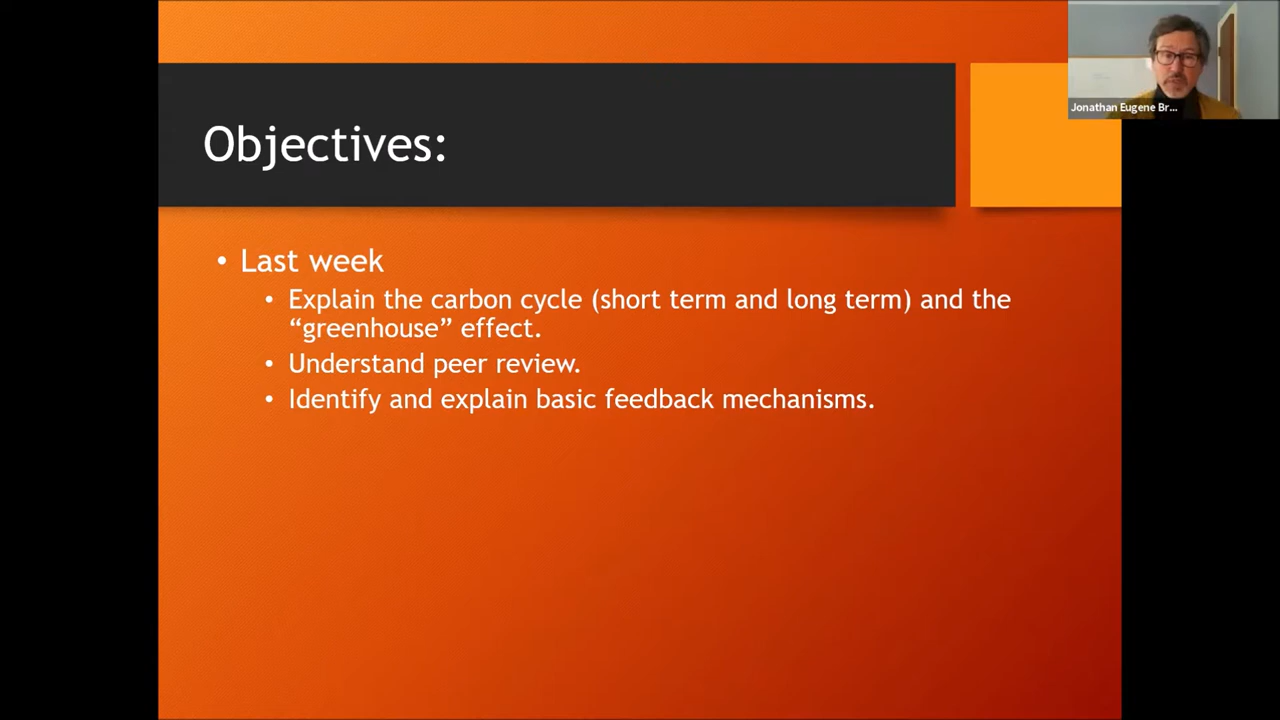 Jonathan Eugene Br...
Objectives:
• Last week
• Explain the carbon cycle (short term and long term) and the
“greenhouse” effect.
• Understand peer review.
• Identify and explain basic feedback mechanisms.